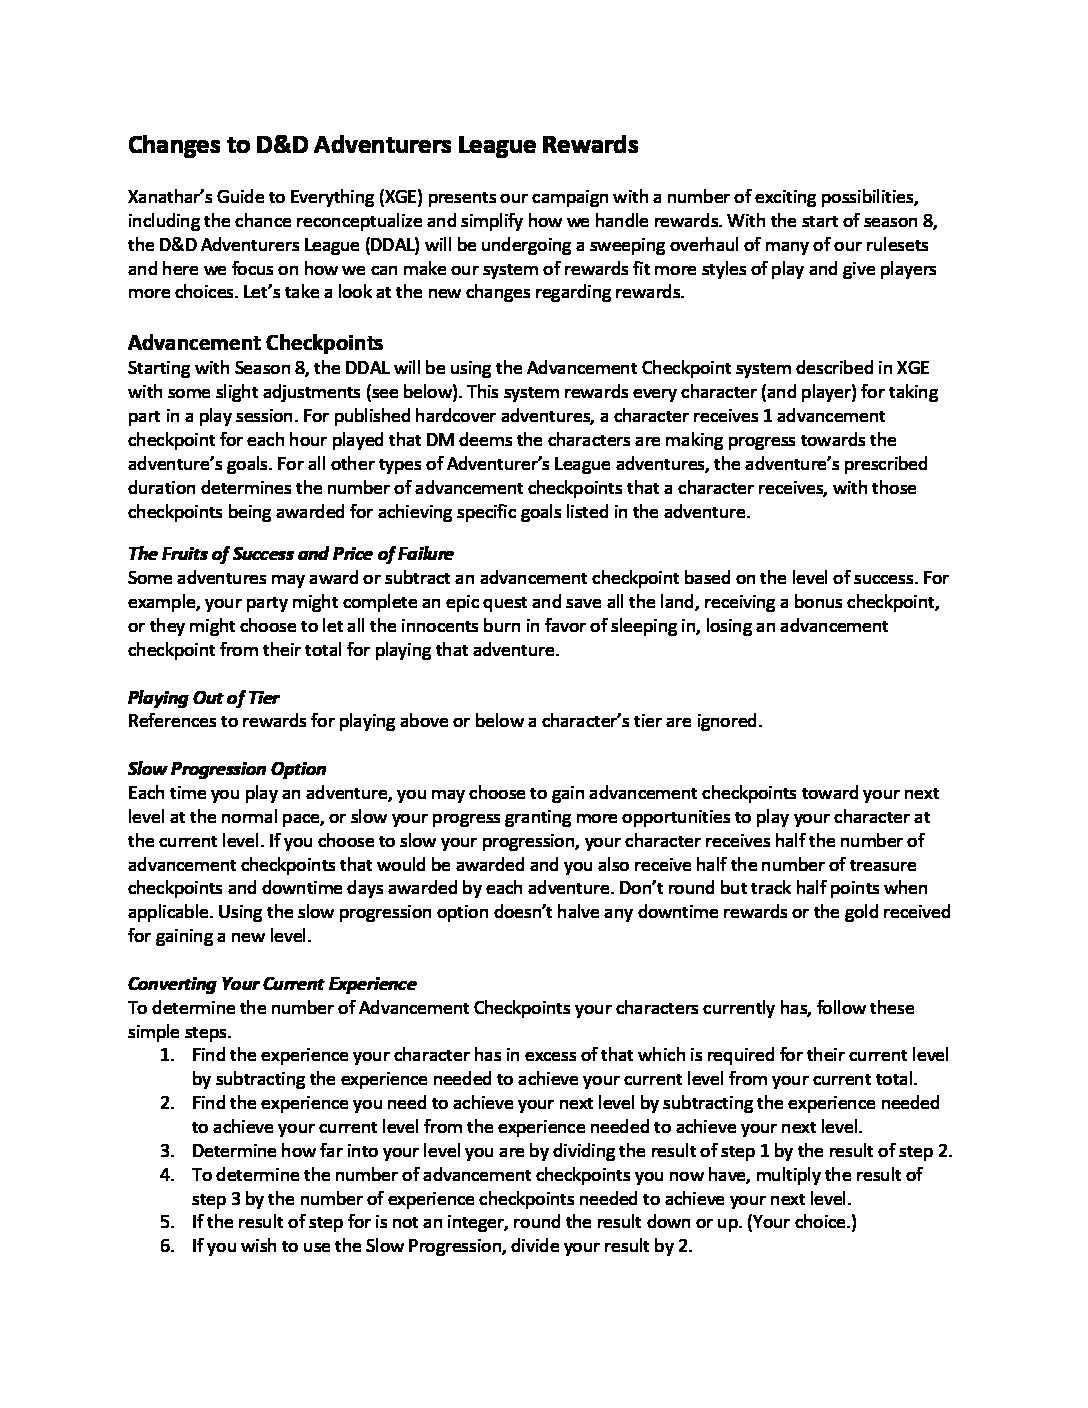 Changes to D&D Adventurers League Rewards
Xanathar’s Guide to Everything (XGE) presents our campaign with a number of exciting possibilities,
including the chance reconceptualize and simplify how we handle rewards. With the start of season 8,
the D&D Adventurers League (DDAL) will be undergoing a sweeping overhaul of many of our rulesets
and here we focus on how we can make our system of rewards fit more styles of play and give players
more choices. Let’s take a look at the new changes regarding rewards.
Advancement Checkpoints
Starting with Season 8, the DDAL will be using the Advancement Checkpoint system described in XGE
with some slight adjustments (see below). This system rewards every character (and player) for taking
part in a play session. For published hardcover adventures, a character receives 1 advancement
checkpoint for each hour played that DM deems the characters are making progress towards the
adventure’s goals. For all other types of Adventurer’s League adventures, the adventure’s prescribed
duration determines the number of advancement checkpoints that a character receives, with those
checkpoints being awarded for achieving specific goals listed in the adventure.
The Fruits of Success and Price of Failure
Some adventures may award or subtract an advancement checkpoint based on the level of success. For
example, your party might complete an epic quest and save all the land, receiving a bonus checkpoint,
or they might choose to let all the innocents burn in favor of sleeping in, losing an advancement
checkpoint from their total for playing that adventure.
Playing Out of Tier
References to rewards for playing above or below a character’s tier are ignored.
Slow Progression Option
Each time you play an adventure, you may choose to gain advancement checkpoints toward your next
level at the normal pace, or slow your progress granting more opportunities to play your character at
the current level. If you choose to slow your progression, your character receives half the number of
advancement checkpoints that would be awarded and you also receive half the number of treasure
checkpoints and downtime days awarded by each adventure. Don’t round but track half points when
applicable. Using the slow progression option doesn’t halve any downtime rewards or the gold received
for gaining a new level.
Converting Your Current Experience
To determine the number of Advancement Checkpoints your characters currently has, follow these
simple steps.
1. Find the experience your character has in excess of that which is required for their current level
by subtracting the experience needed to achieve your current level from your current total.
2. Find the experience you need to achieve your next level by subtracting the experience needed
to achieve your current level from the experience needed to achieve your next level.
3. Determine how far into your level you are by dividing the result of step 1 by the result of step 2.
4. To determine the number of advancement checkpoints you now have, multiply the result of
step 3 by the number of experience checkpoints needed to achieve your next level.
5. If the result of step for is not an integer, round the result down or up. (Your choice.)
6. If you wish to use the Slow Progression, divide your result by 2.